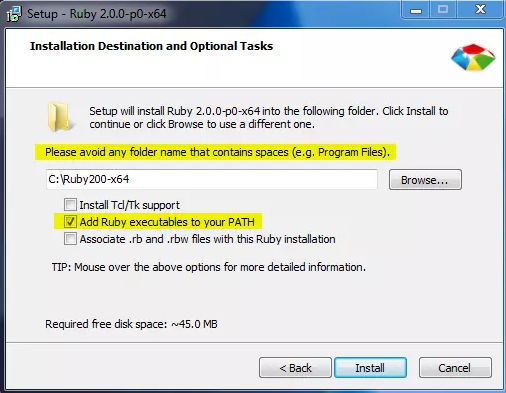 Setup - Ruby 2.0.0-p0-x64
Installation Destination and Optional Tasks
Setup will install Ruby 2.0.0-p0-x64 into the following folder. Click Install to
continue or click Browse to use a different one.
Please avoid any folder name that contains spaces (e.g. Program Files).
C:\Ruby200-x64
Browse...
Install Tcl/Tk support
Add Ruby executables to your PATH
Associate .rb and .rbw files with this Ruby installation
TIP: Mouse over the above options for more detailed information.
Required free disk space: ~45.0 MB
< Back
Install
Cancel